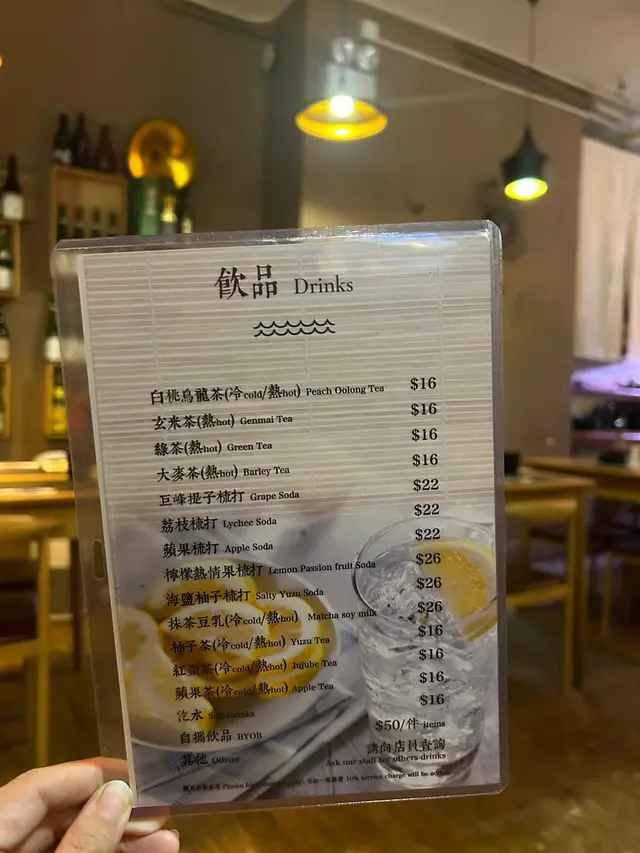 飲品 Drinks
白桃烏龍茶(冷cold/熱hot) Peach Oolong Tea $16
玄米茶(熱hot) Genmai Tea $16
綠茶(熱hot) Green Tea $16
大麥茶(熱hot) Barley Tea $16
巨峰提子梳打 Grape Soda $22
荔枝梳打 Lychee Soda $22
蘋果梳打 Apple Soda $22
檸檬熱情果梳打 Lemon Passion fruit Soda $26
海鹽柚子梳打 Salty Yuzu Soda $26
抹茶豆乳(冷cold/熱hot) Matcha soy milk $26
柚子茶(冷cold/熱hot) Yuzu Tea $16
紅棗茶(冷cold/熱hot) Jujube Tea $16
蘋果茶(冷cold/熱hot) Apple Tea $16
汽水 Soft Drinks $16
自攜飲品 BYOB $50/件 items
其他 Others 請向店員查詢
Ask our staff for others drinks
Photos for 10% service charge will be added